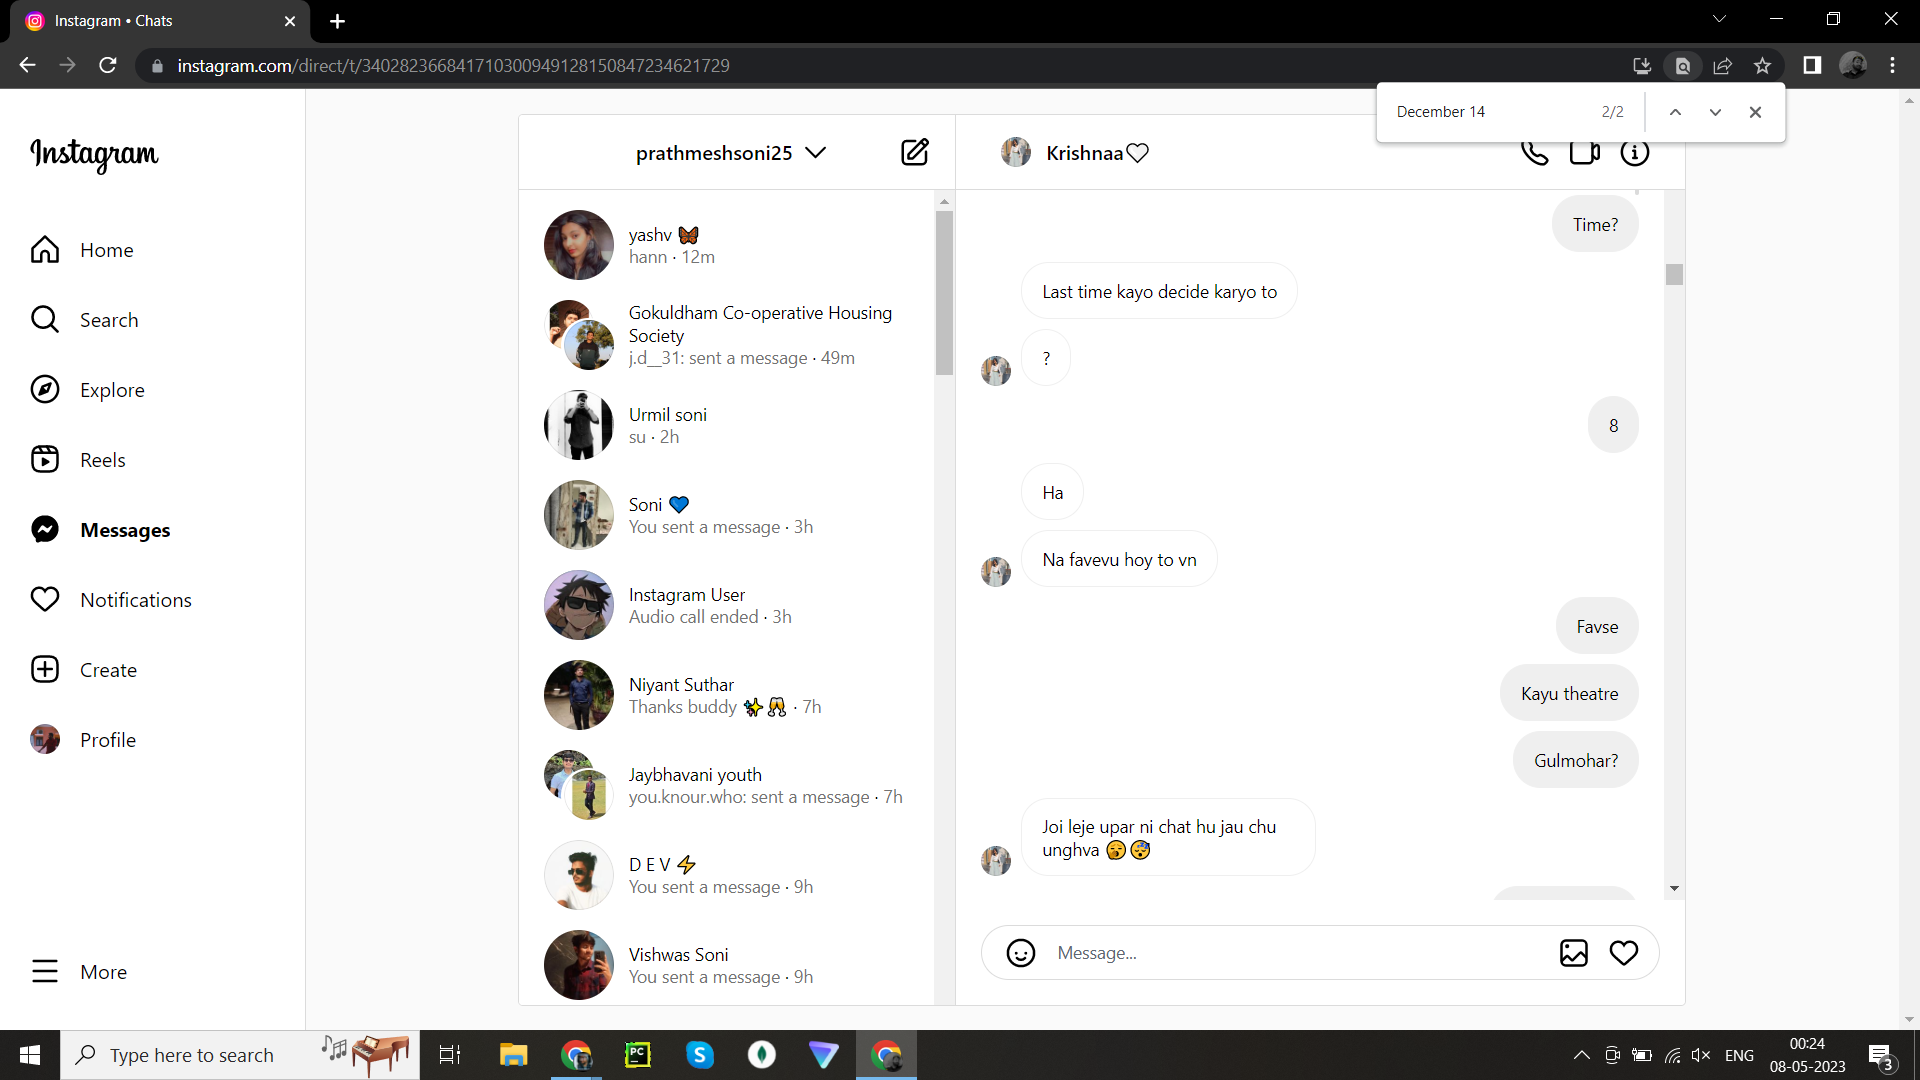 Instagram • Chats
instagram.com/direct/t/340282366841710300949128150847234621729
December 14 2/2
Instagram
Home
Search
Explore
Reels
Messages
Notifications
Create
Profile
More
prathmeshsoni25
yashv 🦋
hann · 12m
Gokuldham Co-operative Housing
Society
j.d__31: sent a message · 49m
Urmil soni
su · 2h
Soni 💙
You sent a message · 3h
Instagram User
Audio call ended · 3h
Niyant Suthar
Thanks buddy ✨🥂 · 7h
Jaybhavani youth
you.knour.who: sent a message · 7h
D E V ⚡
You sent a message · 9h
Vishwas Soni
You sent a message · 9h
Krishnaa♡
Time?
Last time kayo decide karyo to
?
8
Ha
Na favevu hoy to vn
Favse
Kayu theatre
Gulmohar?
Joi leje upar ni chat hu jau chu
unghva 🥱😴
Message...
Type here to search
PC
ENG
00:24
08-05-2023
3